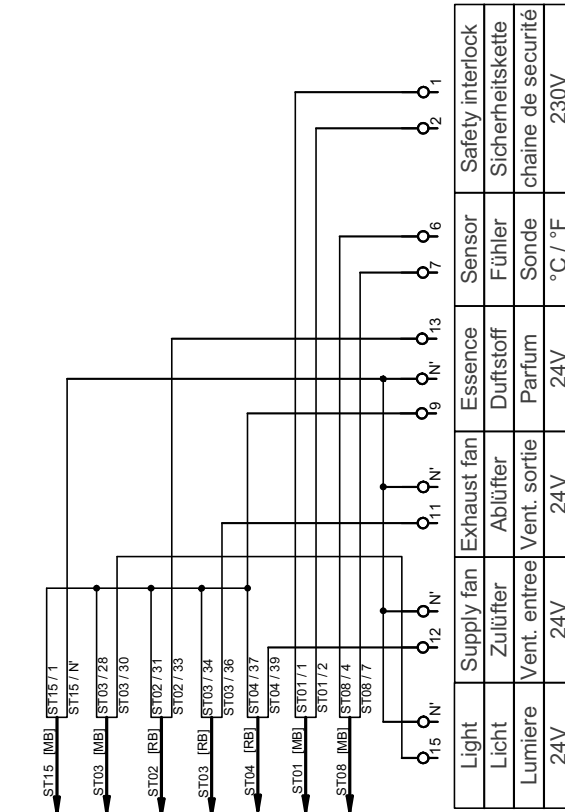 1
2
6
7
13
N'
9
N'
11
N'
12
N'
15
Safety interlock
Sicherheitskette
chaine de securité
230V
Sensor
Fühler
Sonde
°C / °F
Essence
Duftstoff
Parfum
24V
Exhaust fan
Ablüfter
Vent. sortie
24V
Supply fan
Zulüfter
Vent. entree
24V
Light
Licht
Lumiere
24V
ST15 / 1
ST15 / N'
ST03 / 28
ST03 / 30
ST02 / 31
ST02 / 33
ST03 / 34
ST03 / 36
ST04 / 37
ST04 / 39
ST01 / 1
ST01 / 2
ST08 / 4
ST08 / 7
ST15 [MB]
ST03 [MB]
ST02 [RB]
ST03 [RB]
ST04 [RB]
ST01 [MB]
ST08 [MB]